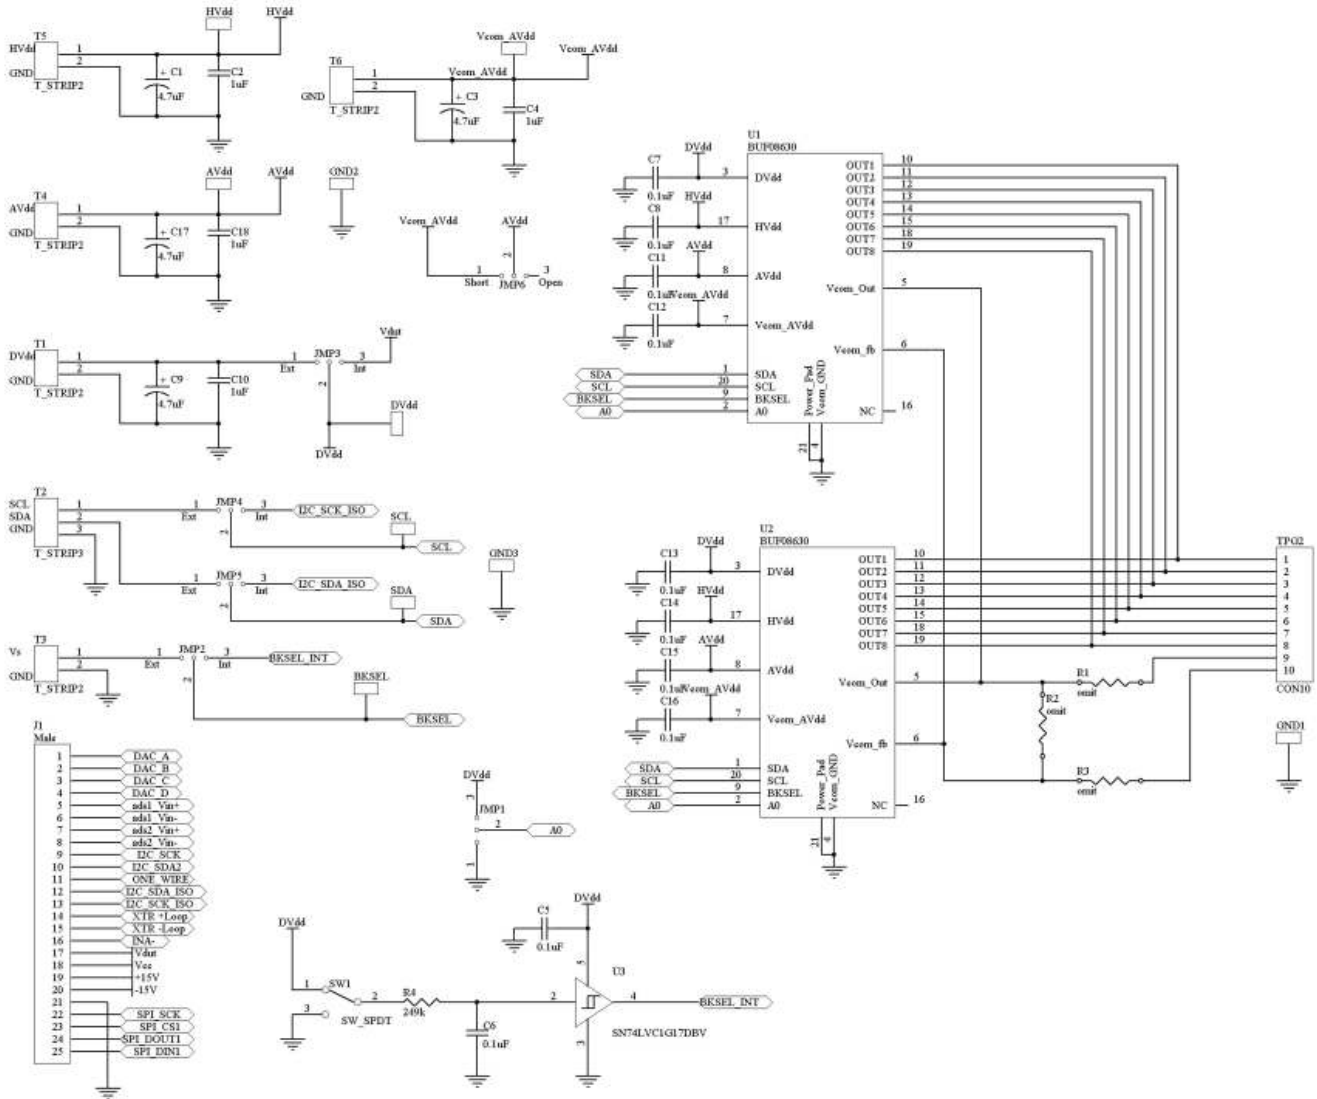 HVdd
HVdd
T5
HVdd
1
2
GND
T_STRIP2
+ C1
4.7uF
C2
1uF
Vcom_AVdd
Vcom_AVdd
T6
1
Vcom_AVdd
2
GND
T_STRIP2
+ C3
4.7uF
C4
1uF
AVdd
AVdd
T4
AVdd
1
2
GND
T_STRIP2
+ C17
4.7uF
C18
1uF
GND2
Vcom_AVdd
AVdd
2
1
3
Short
JMP6
Open
T1
DVdd
1
2
GND
T_STRIP2
+ C9
4.7uF
C10
1uF
Vdut
1
JMP3
3
Ext
Int
2
DVdd
DVdd
T2
SCL
1
SDA
2
GND
3
T_STRIP3
1
JMP4
3
I2C_SCK_ISO
Ext
Int
2
SCL
SCL
1
JMP5
3
I2C_SDA_ISO
Ext
Int
2
SDA
SDA
GND3
T3
Vs
1
2
GND
T_STRIP2
1
JMP2
3
BKSEL_INT
Ext
Int
2
BKSEL
BKSEL
J1
Male
1 DAC_A
2 DAC_B
3 DAC_C
4 DAC_D
5 ads1_Vin+
6 ads1_Vin-
7 ads2_Vin+
8 ads2_Vin-
9 I2C_SCK
10 I2C_SDA2
11 ONE_WIRE
12 I2C_SDA_ISO
13 I2C_SCK_ISO
14 XTR +Loop
15 XTR -Loop
16 INA-
17 Vdut
18 Vcc
19 +15V
20 -15V
21
22 SPI_SCK
23 SPI_CS1
24 SPI_DOUT1
25 SPI_DIN1
DVdd
3
JMP1
2
A0
1
DVdd
1
SW1
2
3
SW_SPDT
R4
249k
C6
0.1uF
DVdd
C5
0.1uF
5
U3
2
4
BKSEL_INT
3
SN74LVC1G17DBV
U1
BUF08630
DVdd
C7
0.1uF
3
DVdd
HVdd
C8
0.1uF
17
HVdd
AVdd
C11
0.1uF
8
AVdd
Vcom_AVdd
C12
0.1uF
7
Vcom_AVdd
SDA 1 SDA
SCL 20 SCL
BKSEL 9 BKSEL
A0 2 A0
Power_Pad
Vcom_GND
21
4
OUT1 10
OUT2 11
OUT3 12
OUT4 13
OUT5 14
OUT6 15
OUT7 18
OUT8 19
Vcom_Out 5
Vcom_fb 6
NC 16
U2
BUF08630
DVdd
C13
0.1uF
3
DVdd
HVdd
C14
0.1uF
17
HVdd
AVdd
C15
0.1uF
8
AVdd
Vcom_AVdd
C16
0.1uF
7
Vcom_AVdd
SDA 1 SDA
SCL 20 SCL
BKSEL 9 BKSEL
A0 2 A0
Power_Pad
Vcom_GND
21
4
OUT1 10
OUT2 11
OUT3 12
OUT4 13
OUT5 14
OUT6 15
OUT7 18
OUT8 19
Vcom_Out 5
Vcom_fb 6
NC 16
R1
omit
R2
omit
R3
omit
TPG2
1
2
3
4
5
6
7
8
9
10
CON10
GND1